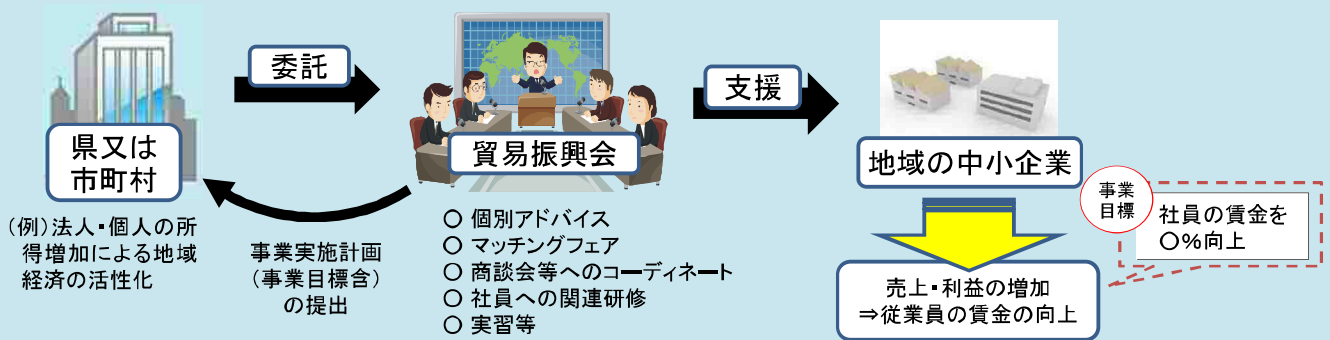 委託
県又は
市町村
(例)法人・個人の所
得増加による地域
経済の活性化
事業実施計画
(事業目標含)
の提出
貿易振興会
○ 個別アドバイス
○ マッチングフェア
○ 商談会等へのコーディネート
○ 社員への関連研修
○ 実習等
支援
地域の中小企業
事業
目標
社員の賃金を
○%向上
売上・利益の増加
⇒従業員の賃金の向上